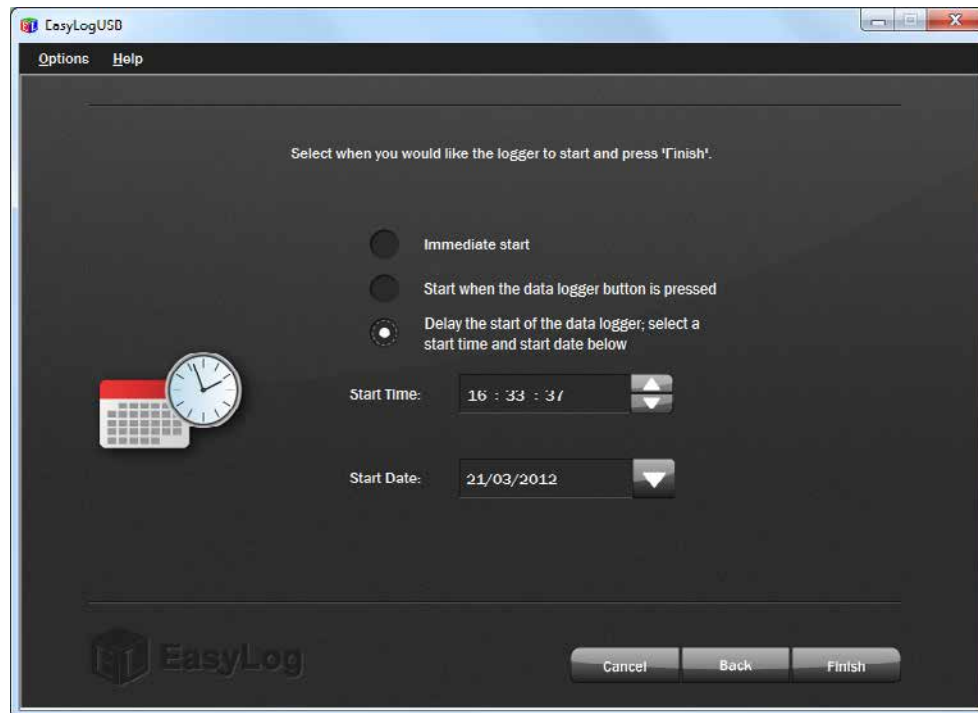 EasyLogUSB
Options Help
Select when you would like the logger to start and press 'Finish'.
Immediate start
Start when the data logger button is pressed
Delay the start of the data logger; select a
start time and start date below
Start Time: 16 : 33 : 37
Start Date: 21/03/2012
EasyLog
Cancel Back Finish